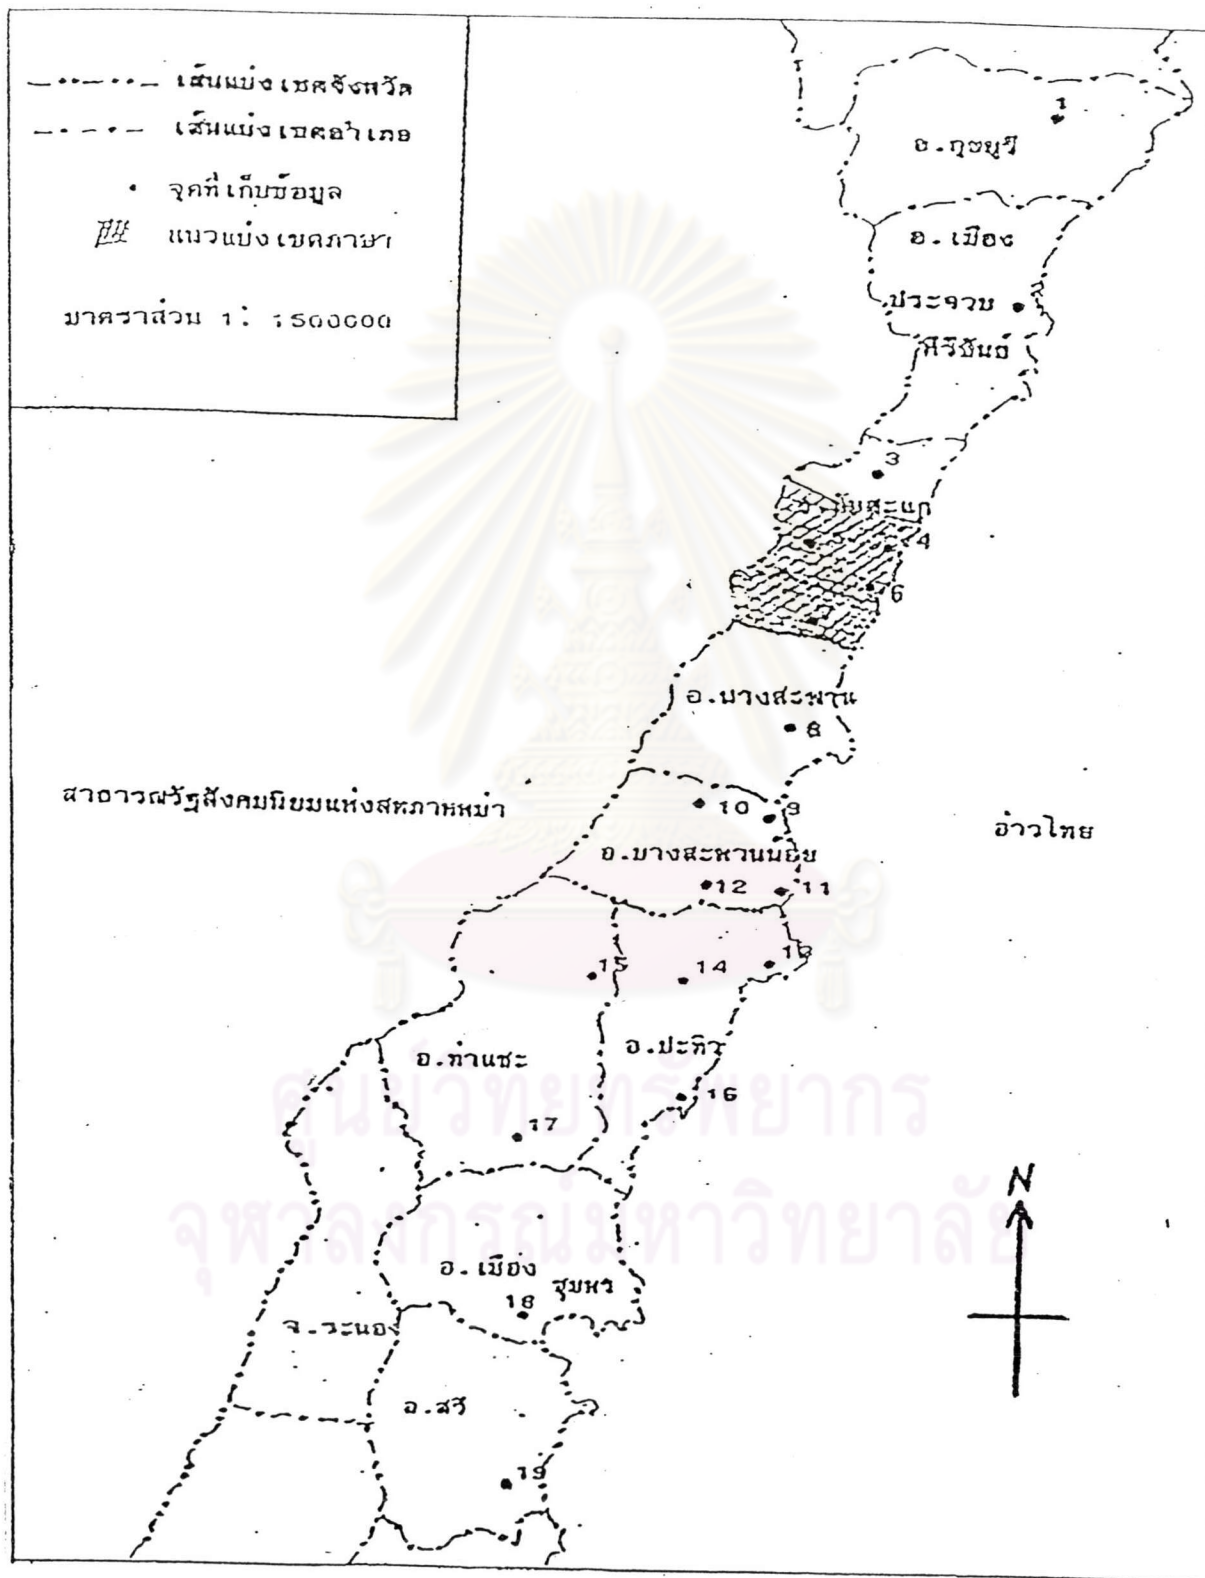 เส้นแบ่งเขตจังหวัด
เส้นแบ่งเขตอำเภอ
จุดที่เก็บข้อมูล
แนวแบ่งเขตภาษา
มาตราส่วน 1: 1500000
1
อ.กุยบุรี
อ.เมือง
ประจวบ
คีรีขันธ์
3
อ.ทับสะแก
4
6
อ.บางสะพาน
8
สาธารณรัฐสังคมนิยมแห่งสหภาพพม่า
10
9
อ่าวไทย
อ.บางสะพานน้อย
12
11
15
14
13
อ.ท่าแซะ
อ.ปะทิว
16
17
ศูนย์วิทยทรัพยากร
จุฬาลงกรณ์มหาวิทยาลัย
N
อ.เมือง
ชุมพร
18
จ.ระนอง
อ.สวี
19